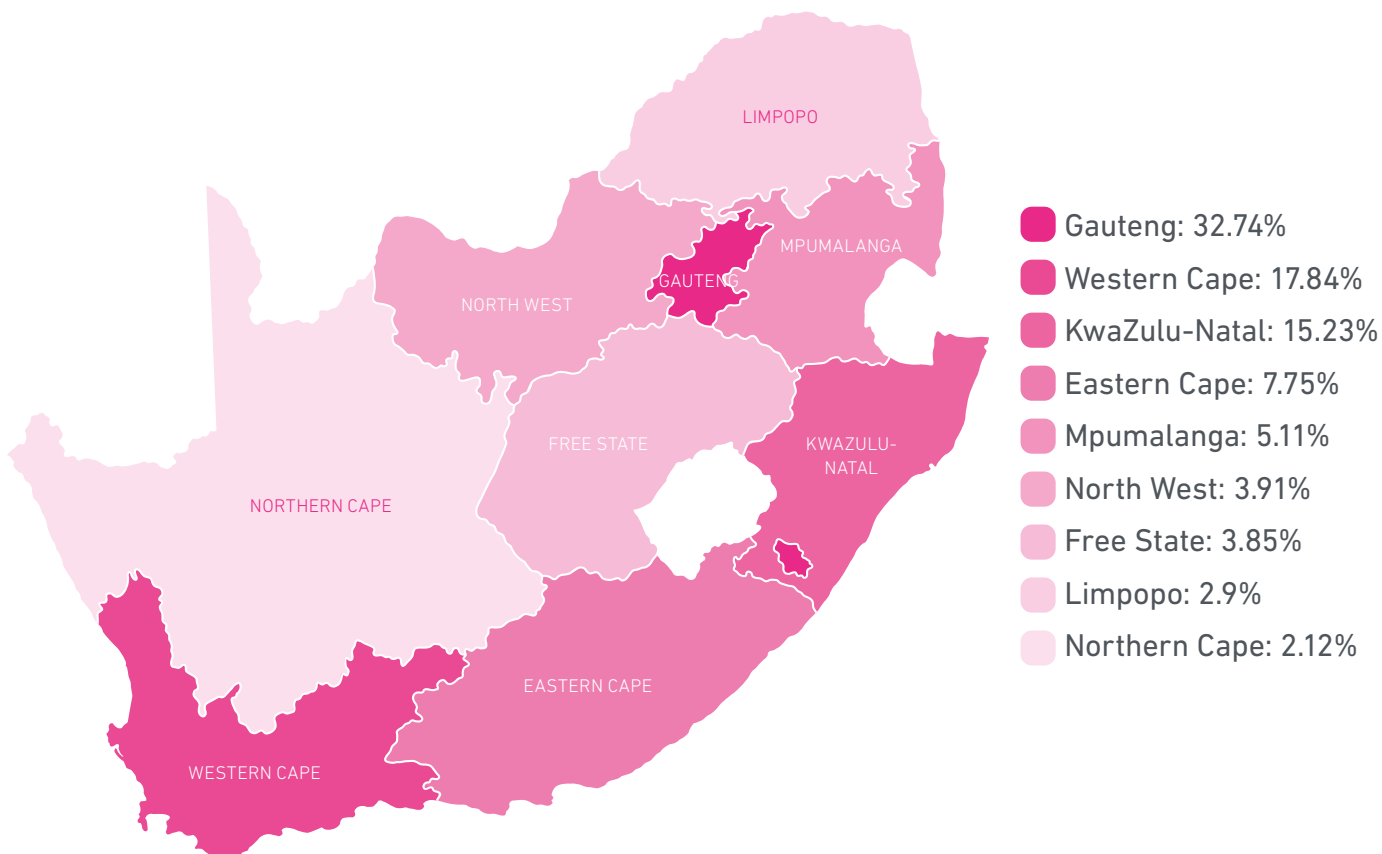 LIMPOPO
MPUMALANGA
GAUTENG
NORTH WEST
FREE STATE
KWAZULU-
NATAL
NORTHERN CAPE
EASTERN CAPE
WESTERN CAPE
Gauteng: 32.74%
Western Cape: 17.84%
KwaZulu-Natal: 15.23%
Eastern Cape: 7.75%
Mpumalanga: 5.11%
North West: 3.91%
Free State: 3.85%
Limpopo: 2.9%
Northern Cape: 2.12%